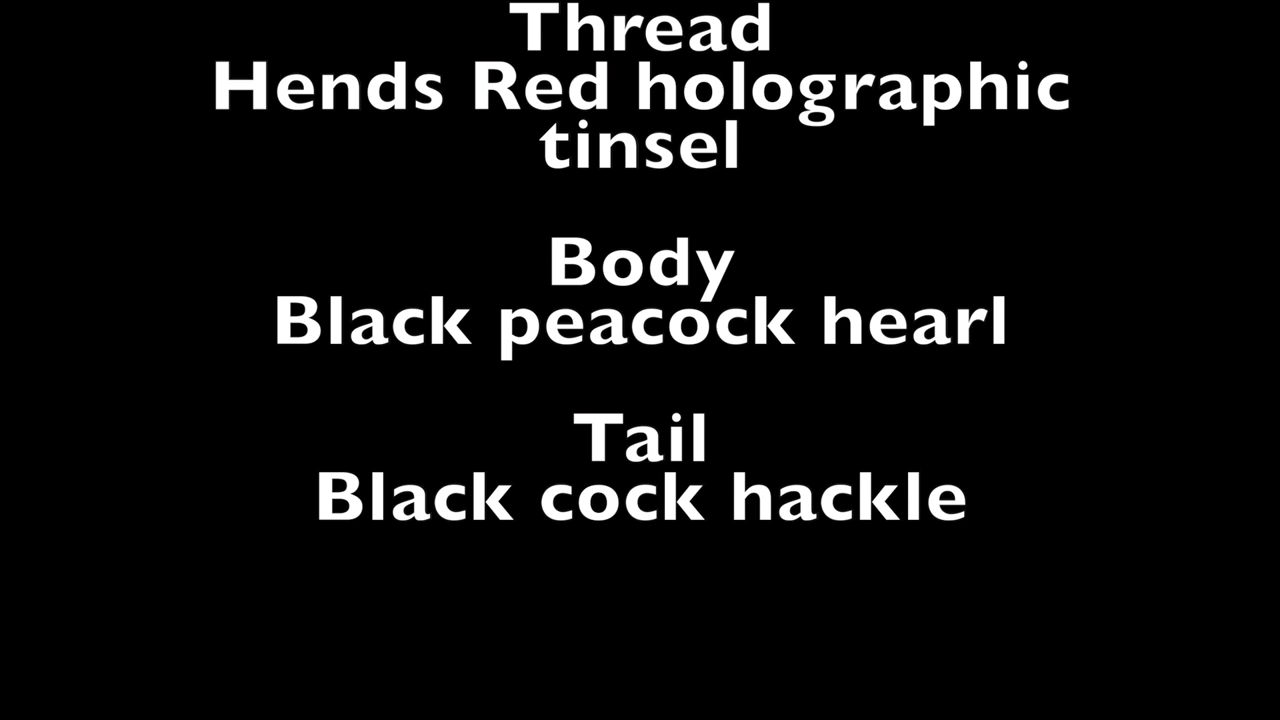 Thread
Hends Red holographic
tinsel
Body
Black peacock hearl
Tail
Black cock hackle